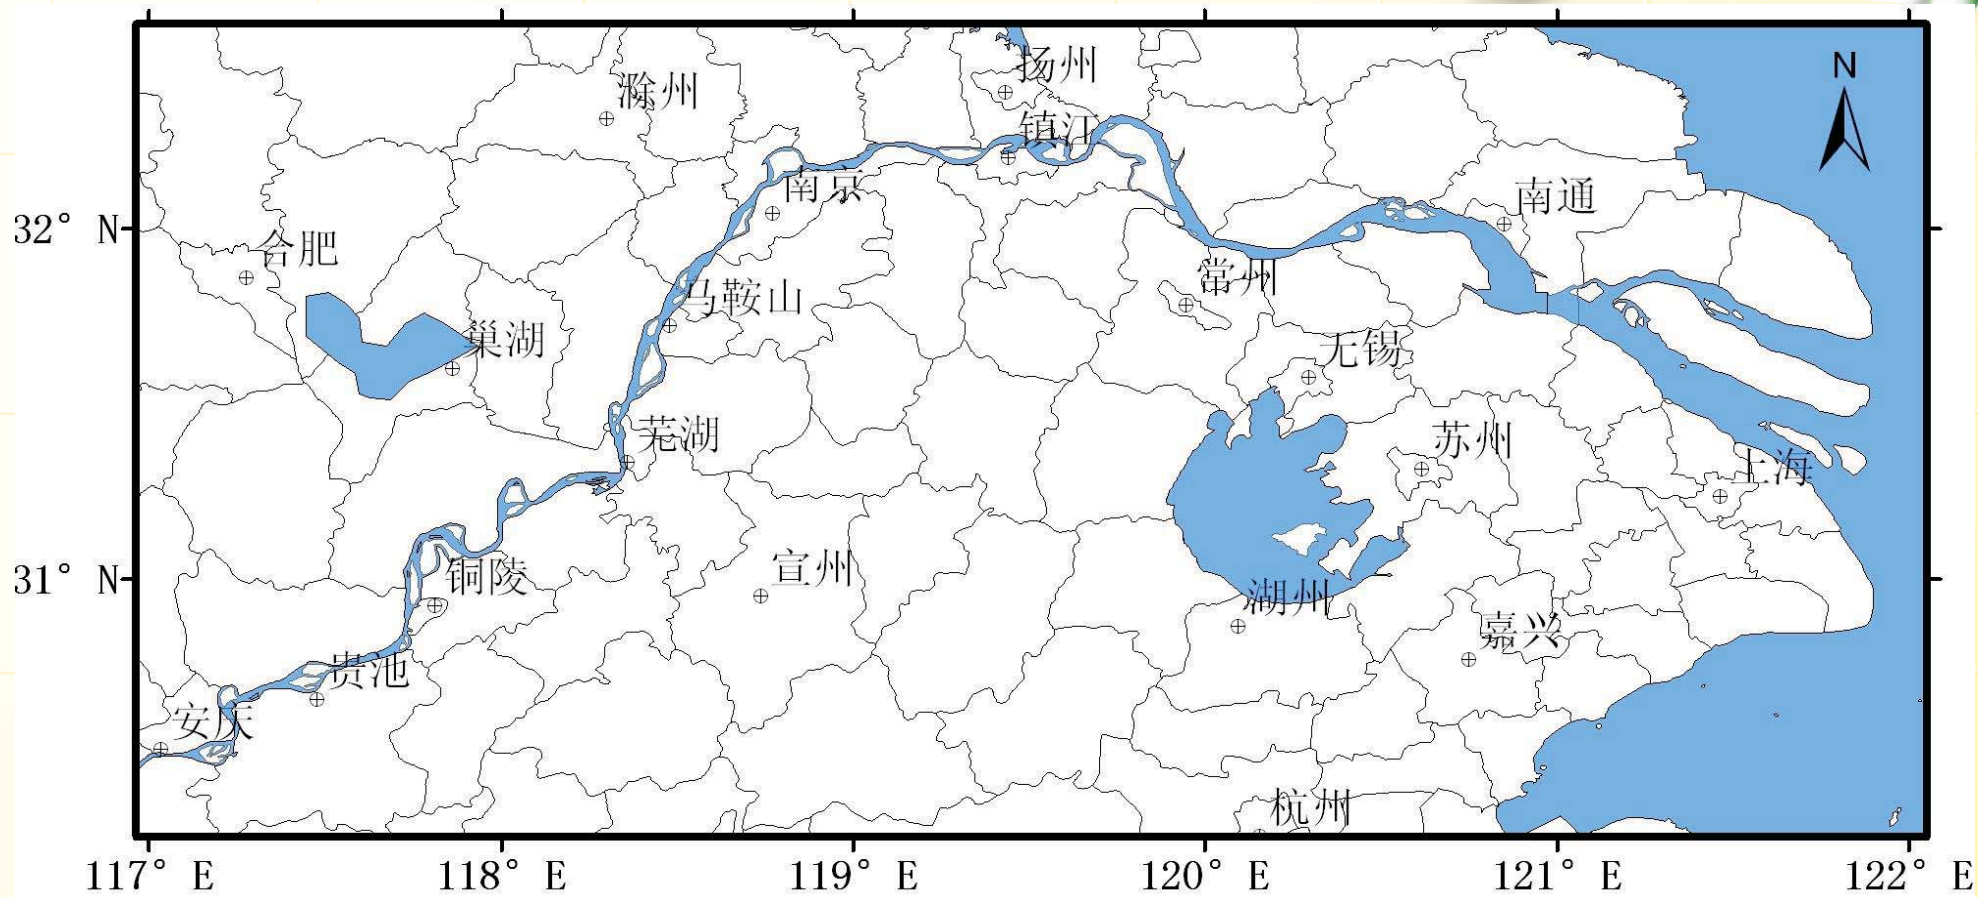 扬州
N
滁州
镇江
南京
南通
32° N
合肥
常州
马鞍山
巢湖
无锡
芜湖
苏州
上海
31° N
铜陵
宣州
湖州
嘉兴
贵池
安庆
杭州
117° E
118° E
119° E
120° E
121° E
122° E